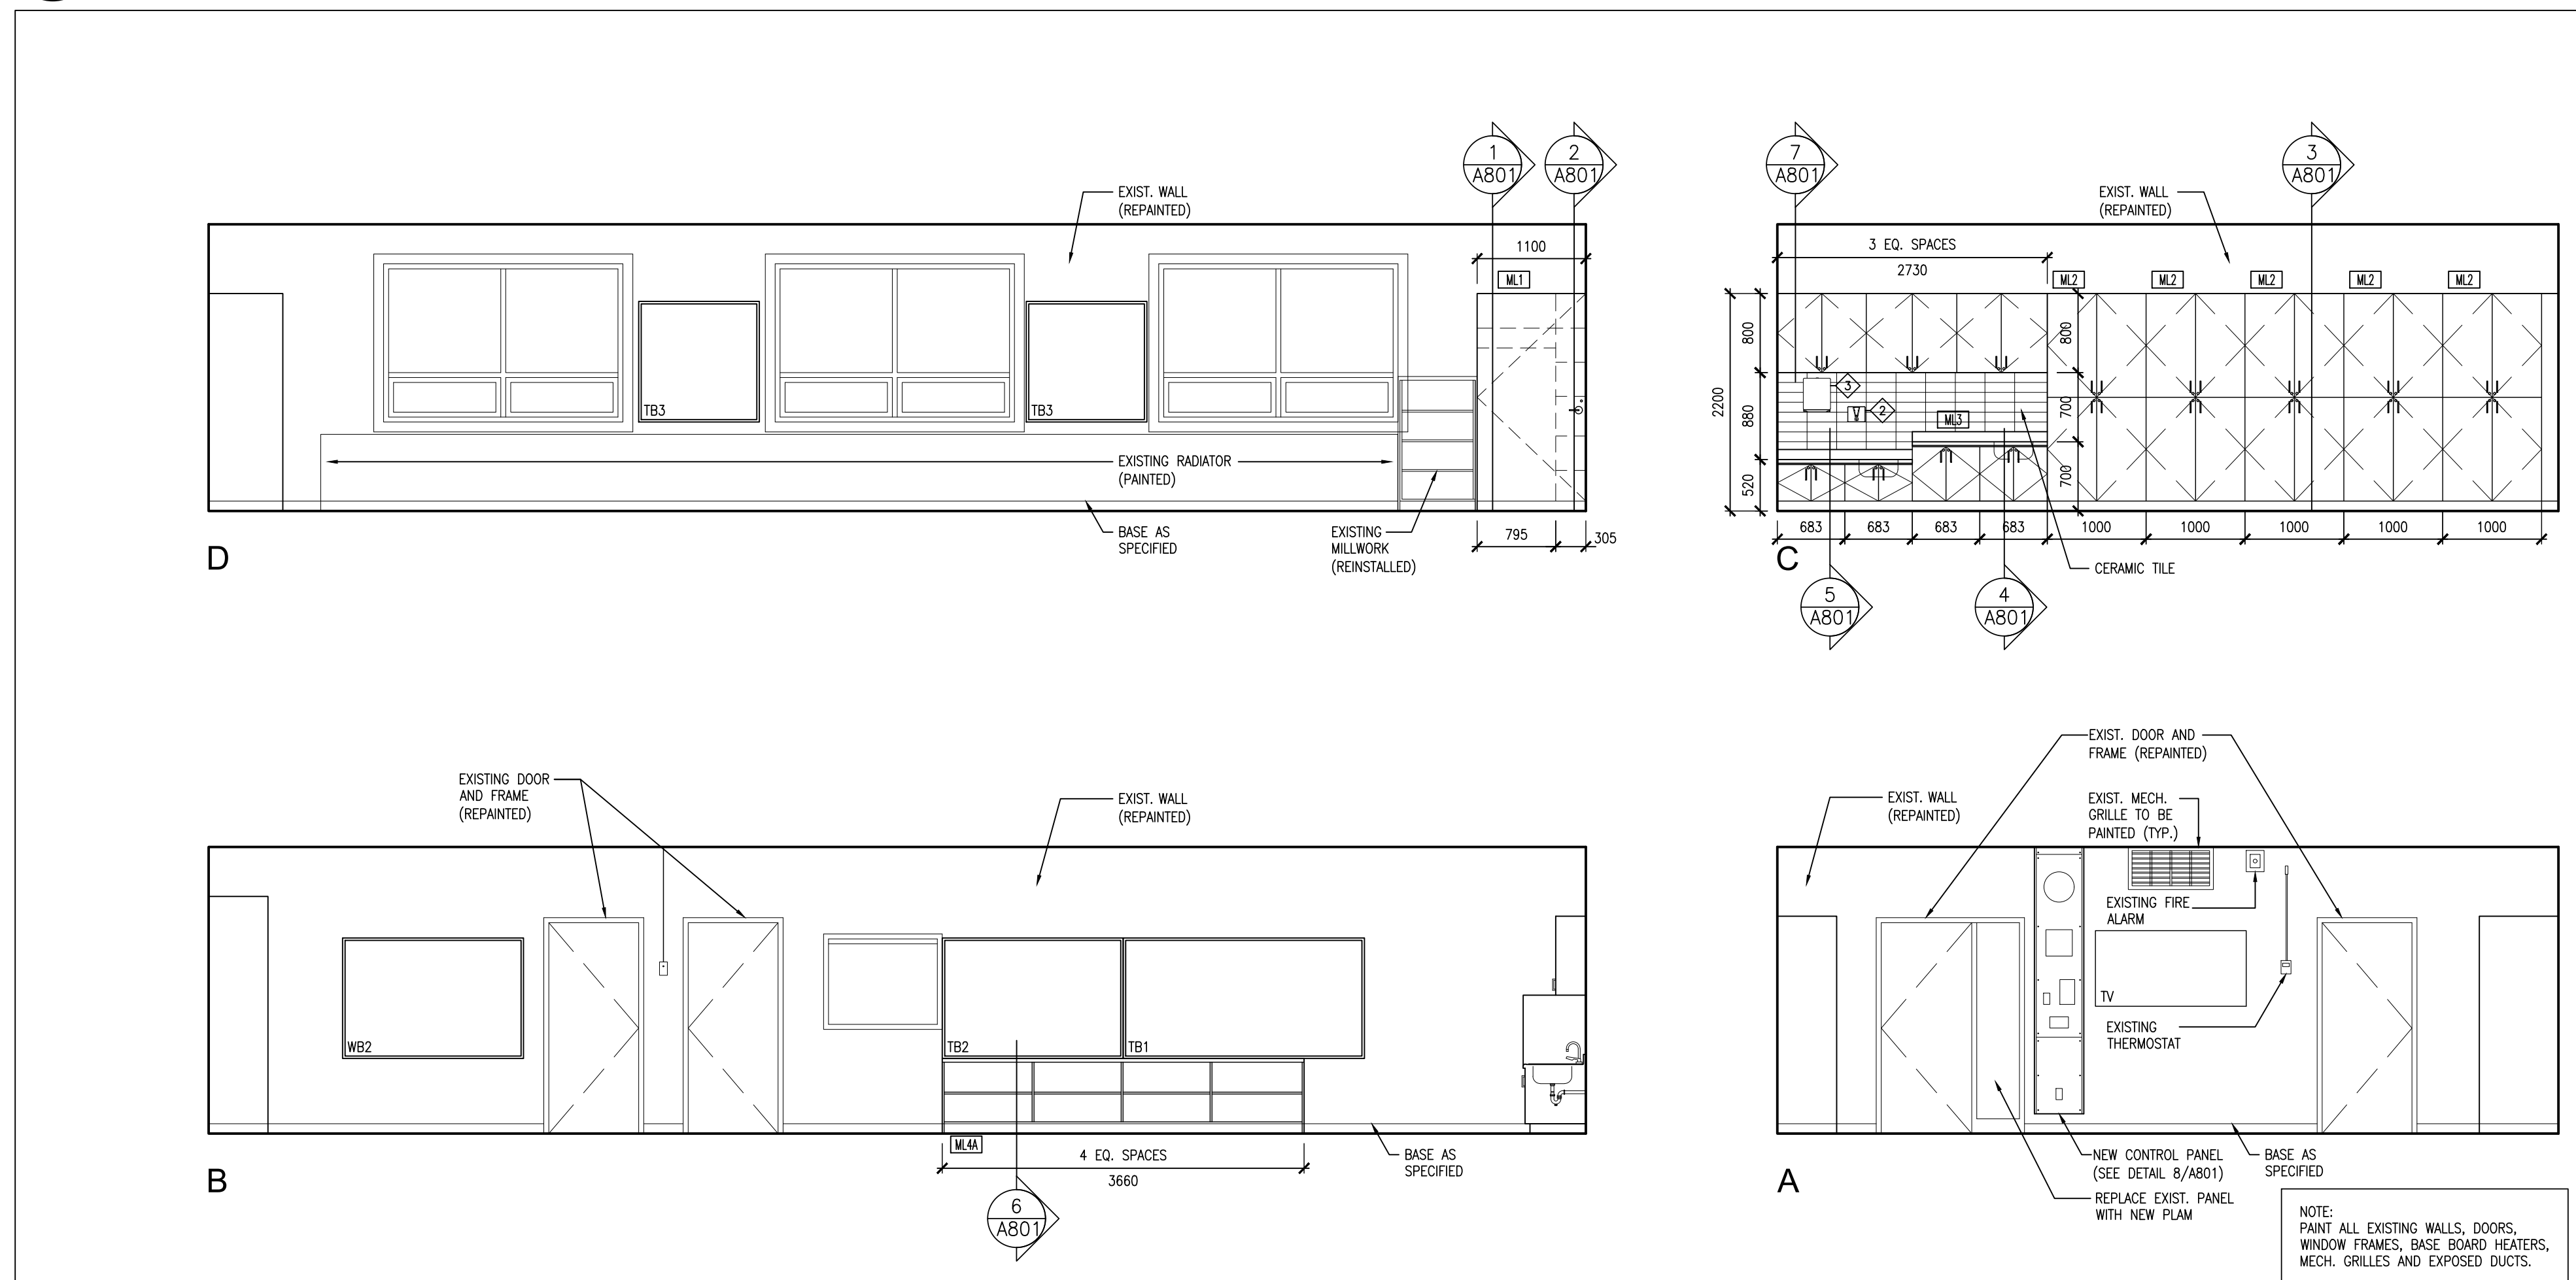 1
A801
2
A801
EXIST. WALL
(REPAINTED)
1100
ML1
TB3
TB3
EXISTING RADIATOR
(PAINTED)
BASE AS
SPECIFIED
EXISTING
MILLWORK
(REINSTALLED)
795
305
D
7
A801
3
A801
EXIST. WALL
(REPAINTED)
3 EQ. SPACES
2730
ML2
ML2
ML2
ML2
ML2
2200
800
880
520
800
700
700
3
2
ML3
683
683
683
683
1000
1000
1000
1000
1000
C
CERAMIC TILE
5
A801
4
A801
EXISTING DOOR
AND FRAME
(REPAINTED)
EXIST. WALL
(REPAINTED)
WB2
TB2
TB1
ML4A
4 EQ. SPACES
3660
BASE AS
SPECIFIED
B
6
A801
EXIST. DOOR AND
FRAME (REPAINTED)
EXIST. WALL
(REPAINTED)
EXIST. MECH.
GRILLE TO BE
PAINTED (TYP.)
EXISTING FIRE
ALARM
TV
EXISTING
THERMOSTAT
NEW CONTROL PANEL
(SEE DETAIL 8/A801)
BASE AS
SPECIFIED
A
REPLACE EXIST. PANEL
WITH NEW PLAM
NOTE:
PAINT ALL EXISTING WALLS, DOORS,
WINDOW FRAMES, BASE BOARD HEATERS,
MECH. GRILLES AND EXPOSED DUCTS.